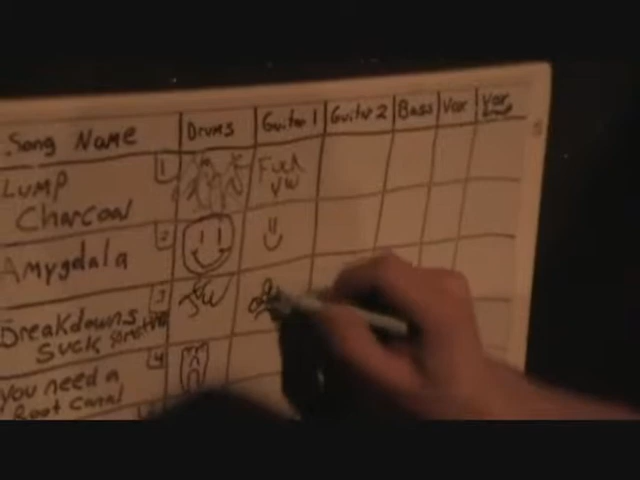 Song Name Drums Guitar 1 Guitar 2 Bass Vox Vox
1
Lump
Charcoal
Fuck
VW
2
Amygdala
3
Breakdowns
Suck
4
You need a
Root Canal